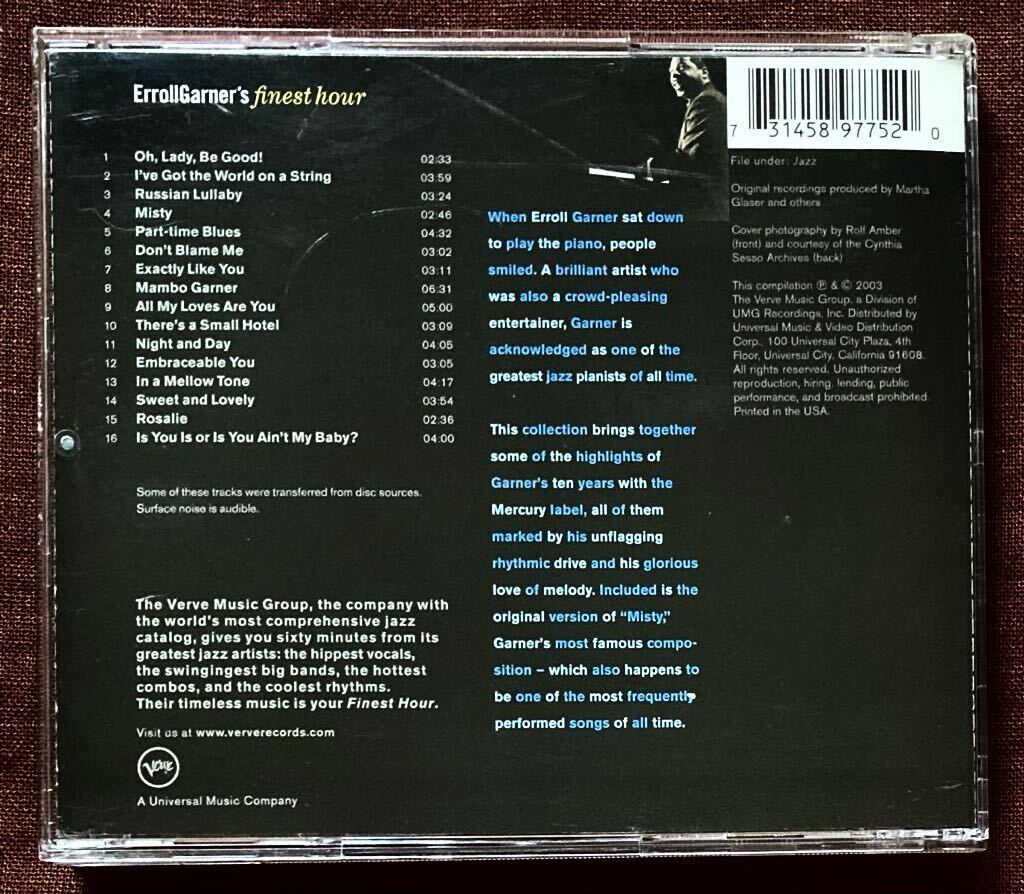 ErrollGarner's finest hour
1 Oh, Lady, Be Good! 02:33
2 I've Got the World on a String 03:59
3 Russian Lullaby 03:24
4 Misty 02:46
5 Part-time Blues 04:32
6 Don't Blame Me 03:02
7 Exactly Like You 03:11
8 Mambo Garner 06:31
9 All My Loves Are You 05:00
10 There's a Small Hotel 03:09
11 Night and Day 04:05
12 Embraceable You 03:05
13 In a Mellow Tone 04:17
14 Sweet and Lovely 03:54
15 Rosalie 02:36
16 Is You Is or Is You Ain't My Baby? 04:00
Some of these tracks were transferred from disc sources.
Surface noise is audible.
The Verve Music Group, the company with
the world's most comprehensive jazz
catalog, gives you sixty minutes from its
greatest jazz artists: the hippest vocals,
the swingingest big bands, the hottest
combos, and the coolest rhythms.
Their timeless music is your Finest Hour.
Visit us at www.ververecords.com
Verve
A Universal Music Company
When Erroll Garner sat down
to play the piano, people
smiled. A brilliant artist who
was also a crowd-pleasing
entertainer, Garner is
acknowledged as one of the
greatest jazz pianists of all time.
This collection brings together
some of the highlights of
Garner's ten years with the
Mercury label, all of them
marked by his unflagging
rhythmic drive and his glorious
love of melody. Included is the
original version of "Misty,"
Garner's most famous compo-
sition – which also happens to
be one of the most frequently
performed songs of all time.
7 31458 97752 0
File under: Jazz
Original recordings produced by Martha
Glaser and others
Cover photography by Rolf Amber
(front) and courtesy of the Cynthia
Sesso Archives (back)
This compilation ℗ & © 2003
The Verve Music Group, a Division of
UMG Recordings, Inc. Distributed by
Universal Music & Video Distribution
Corp., 100 Universal City Plaza, 4th
Floor, Universal City, California 91608.
All rights reserved. Unauthorized
reproduction, hiring, lending, public
performance, and broadcast prohibited.
Printed in the USA.